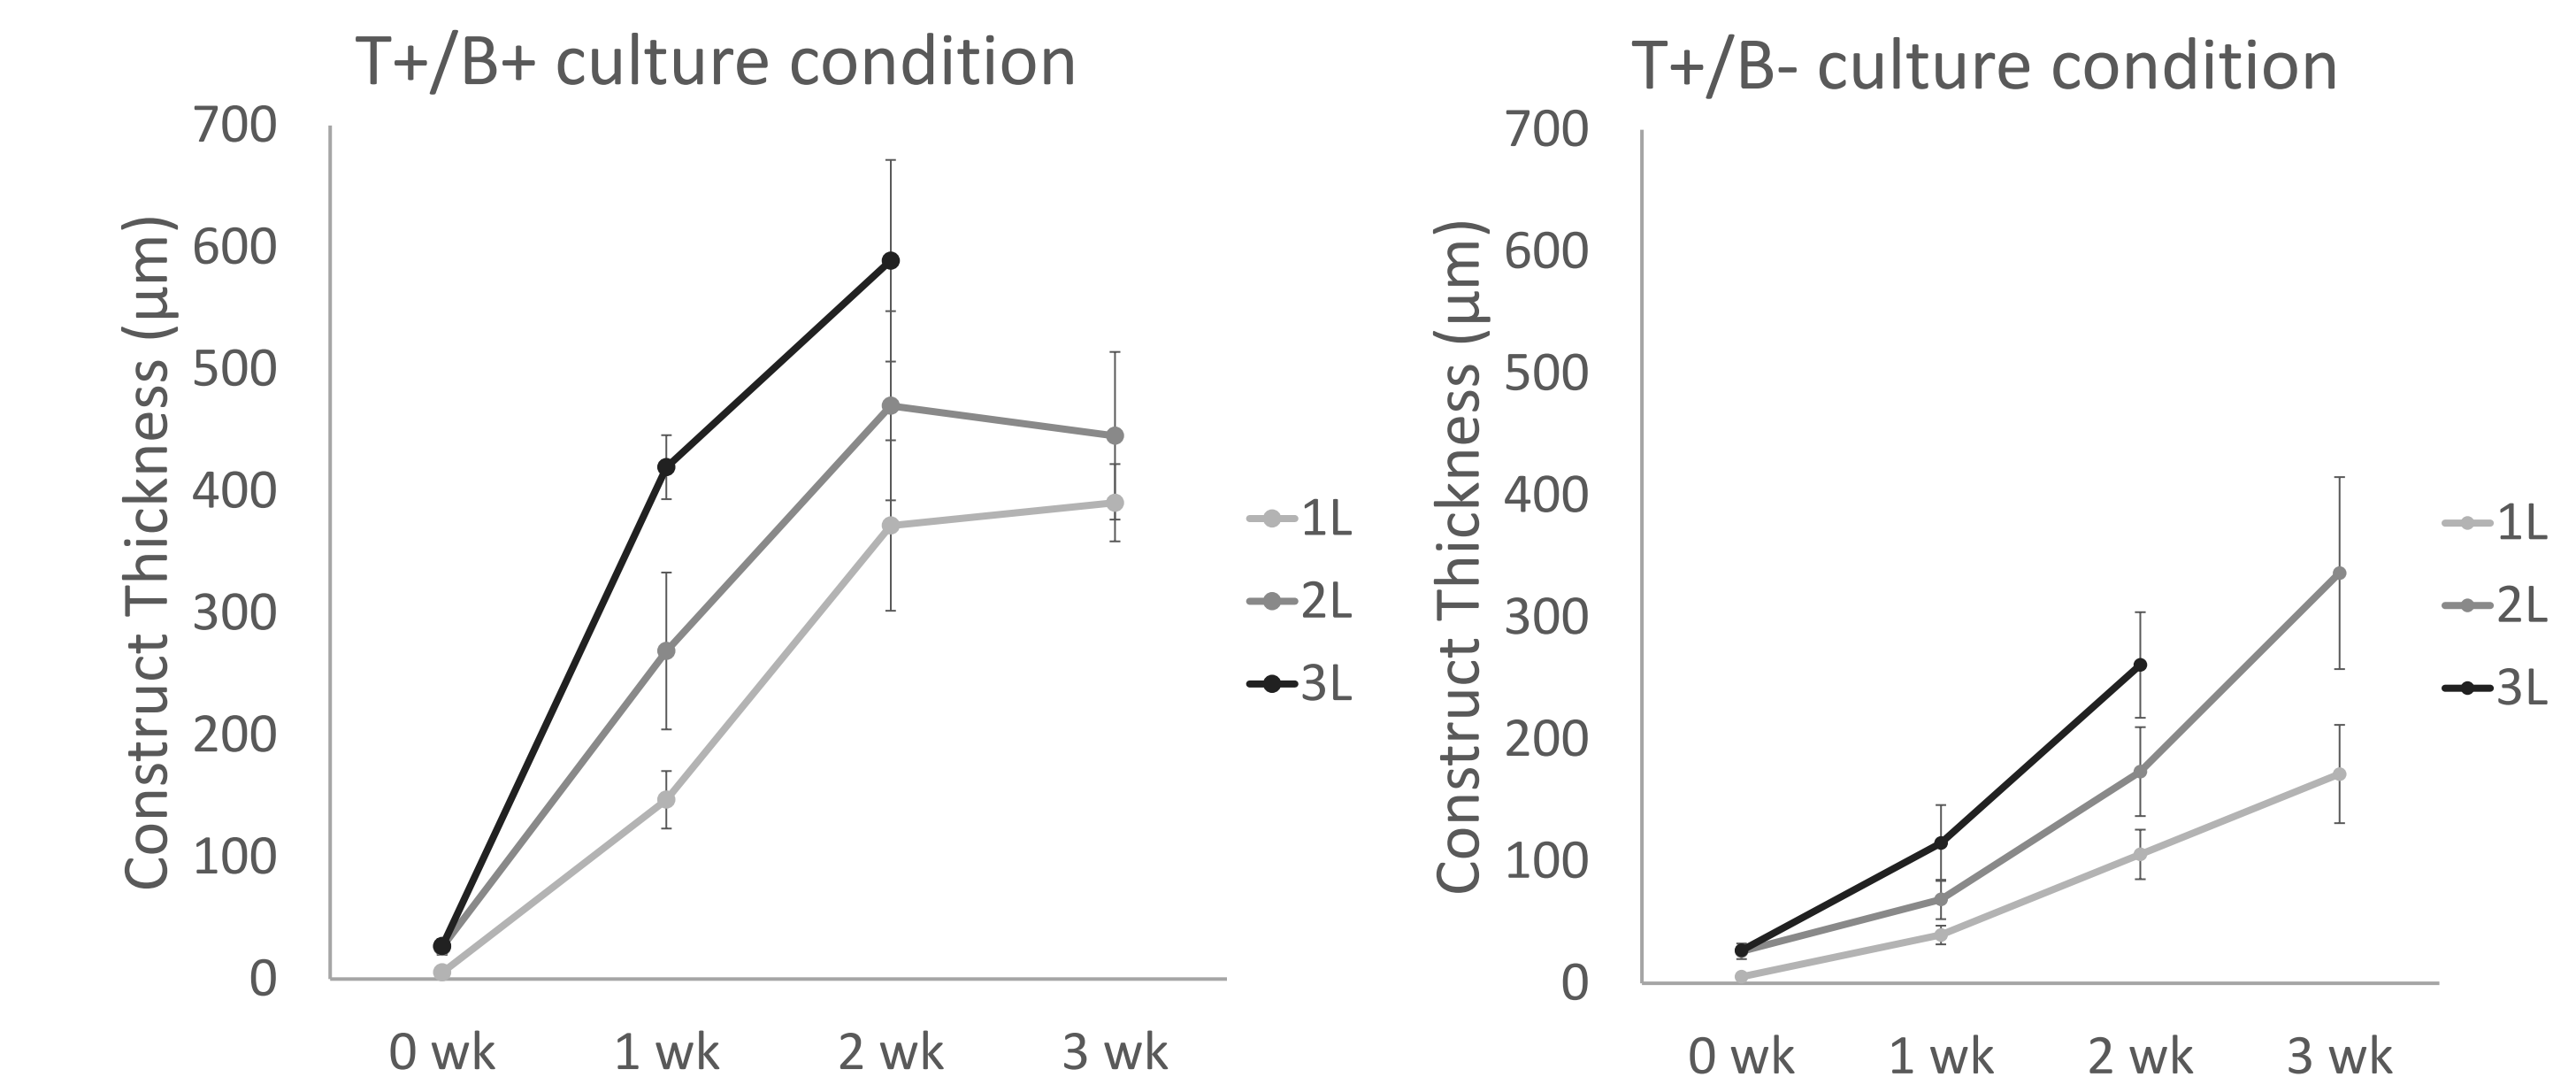 T+/B+ culture condition
Construct Thickness (µm)
700
600
500
400
300
200
100
0
0 wk 1 wk 2 wk 3 wk
1L
2L
3L
T+/B- culture condition
Construct Thickness (µm)
700
600
500
400
300
200
100
0
0 wk 1 wk 2 wk 3 wk
1L
2L
3L